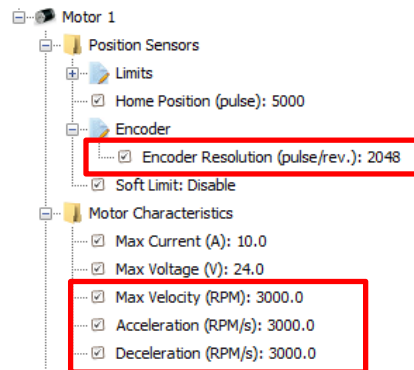 Motor 1
Position Sensors
Limits
Home Position (pulse): 5000
Encoder
Encoder Resolution (pulse/rev.): 2048
Soft Limit: Disable
Motor Characteristics
Max Current (A): 10.0
Max Voltage (V): 24.0
Max Velocity (RPM): 3000.0
Acceleration (RPM/s): 3000.0
Deceleration (RPM/s): 3000.0